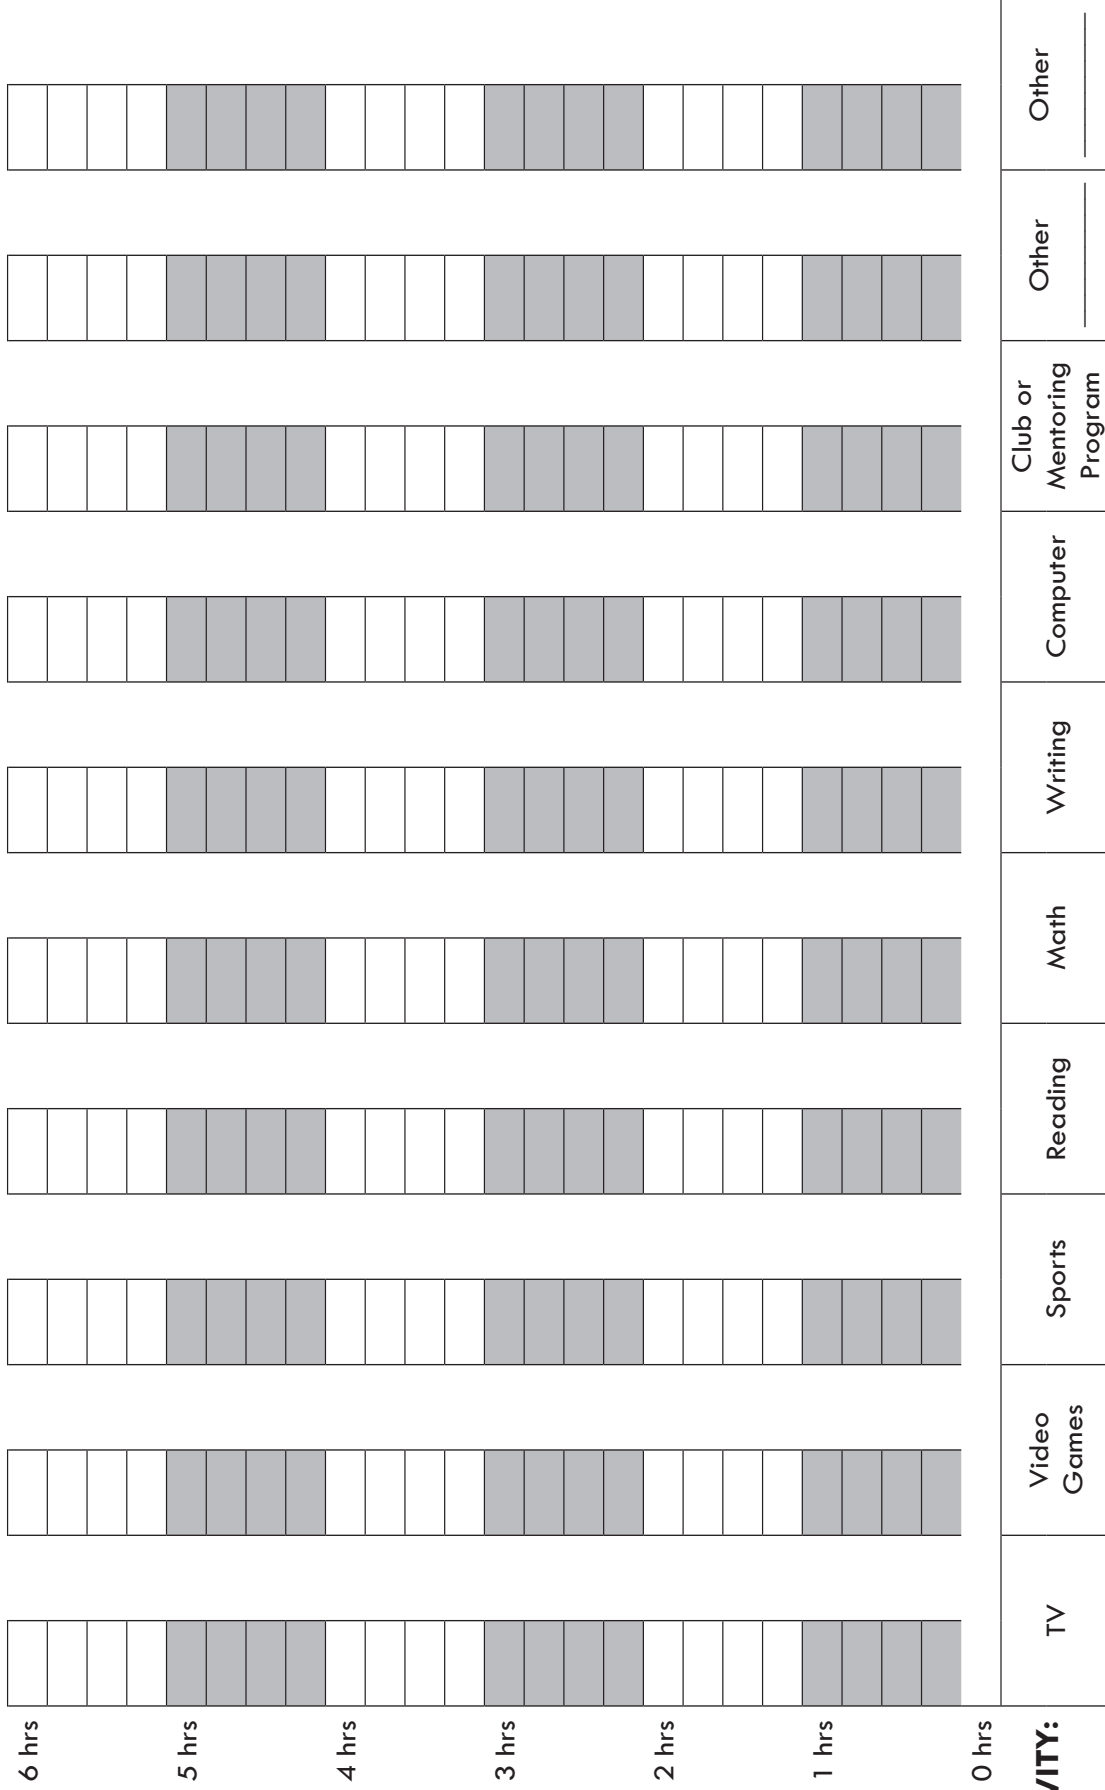 6 hrs
5 hrs
4 hrs
3 hrs
2 hrs
1 hrs
0 hrs
VITY:
TV
Video
Games
Sports
Reading
Math
Writing
Computer
Club or
Mentoring
Program
Other
Other